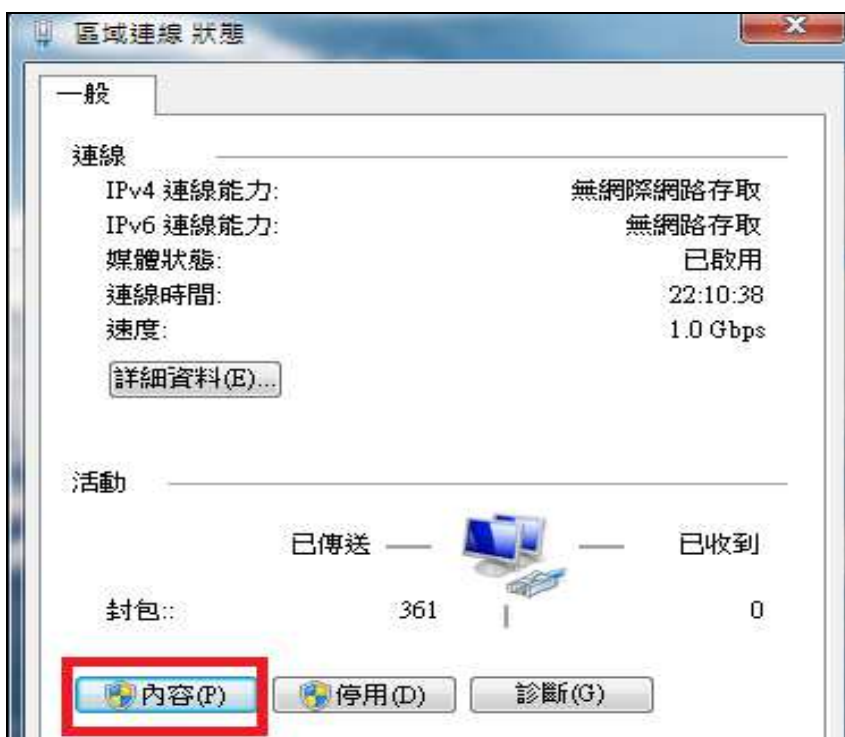 區域連線 狀態
一般
連線
IPv4 連線能力: 無網際網路存取
IPv6 連線能力: 無網路存取
媒體狀態: 已啟用
連線時間: 22:10:38
速度: 1.0 Gbps
詳細資料(E)...
活動
已傳送 已收到
封包:: 361 0
內容(P) 停用(D) 診斷(G)